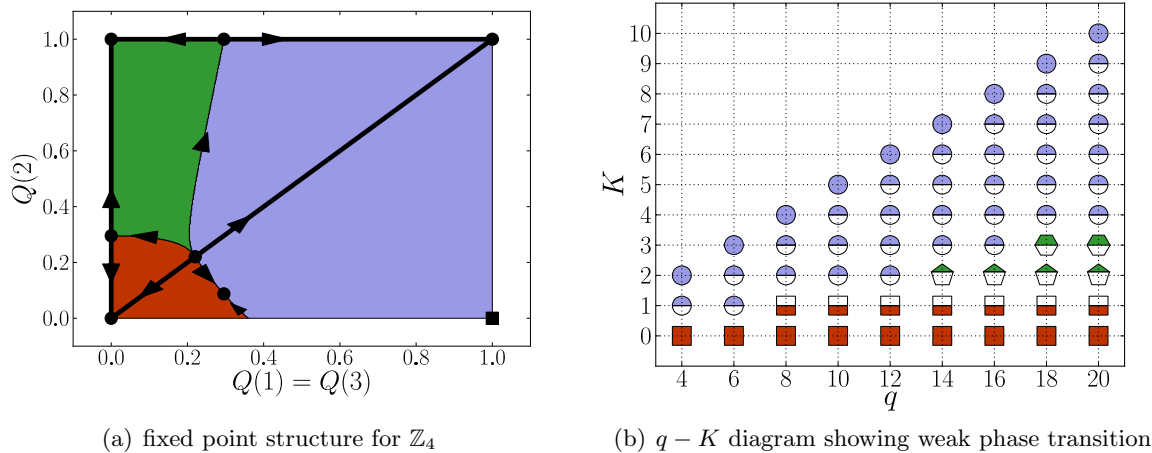 1.0
0.8
0.6
0.4
0.2
0.0
Q(2)
0.0 0.2 0.4 0.6 0.8 1.0
Q(1) = Q(3)
(a) fixed point structure for ℤ₄
10
9
8
7
6
5
4
3
2
1
0
K
4 6 8 10 12 14 16 18 20
q
(b) q − K diagram showing weak phase transition